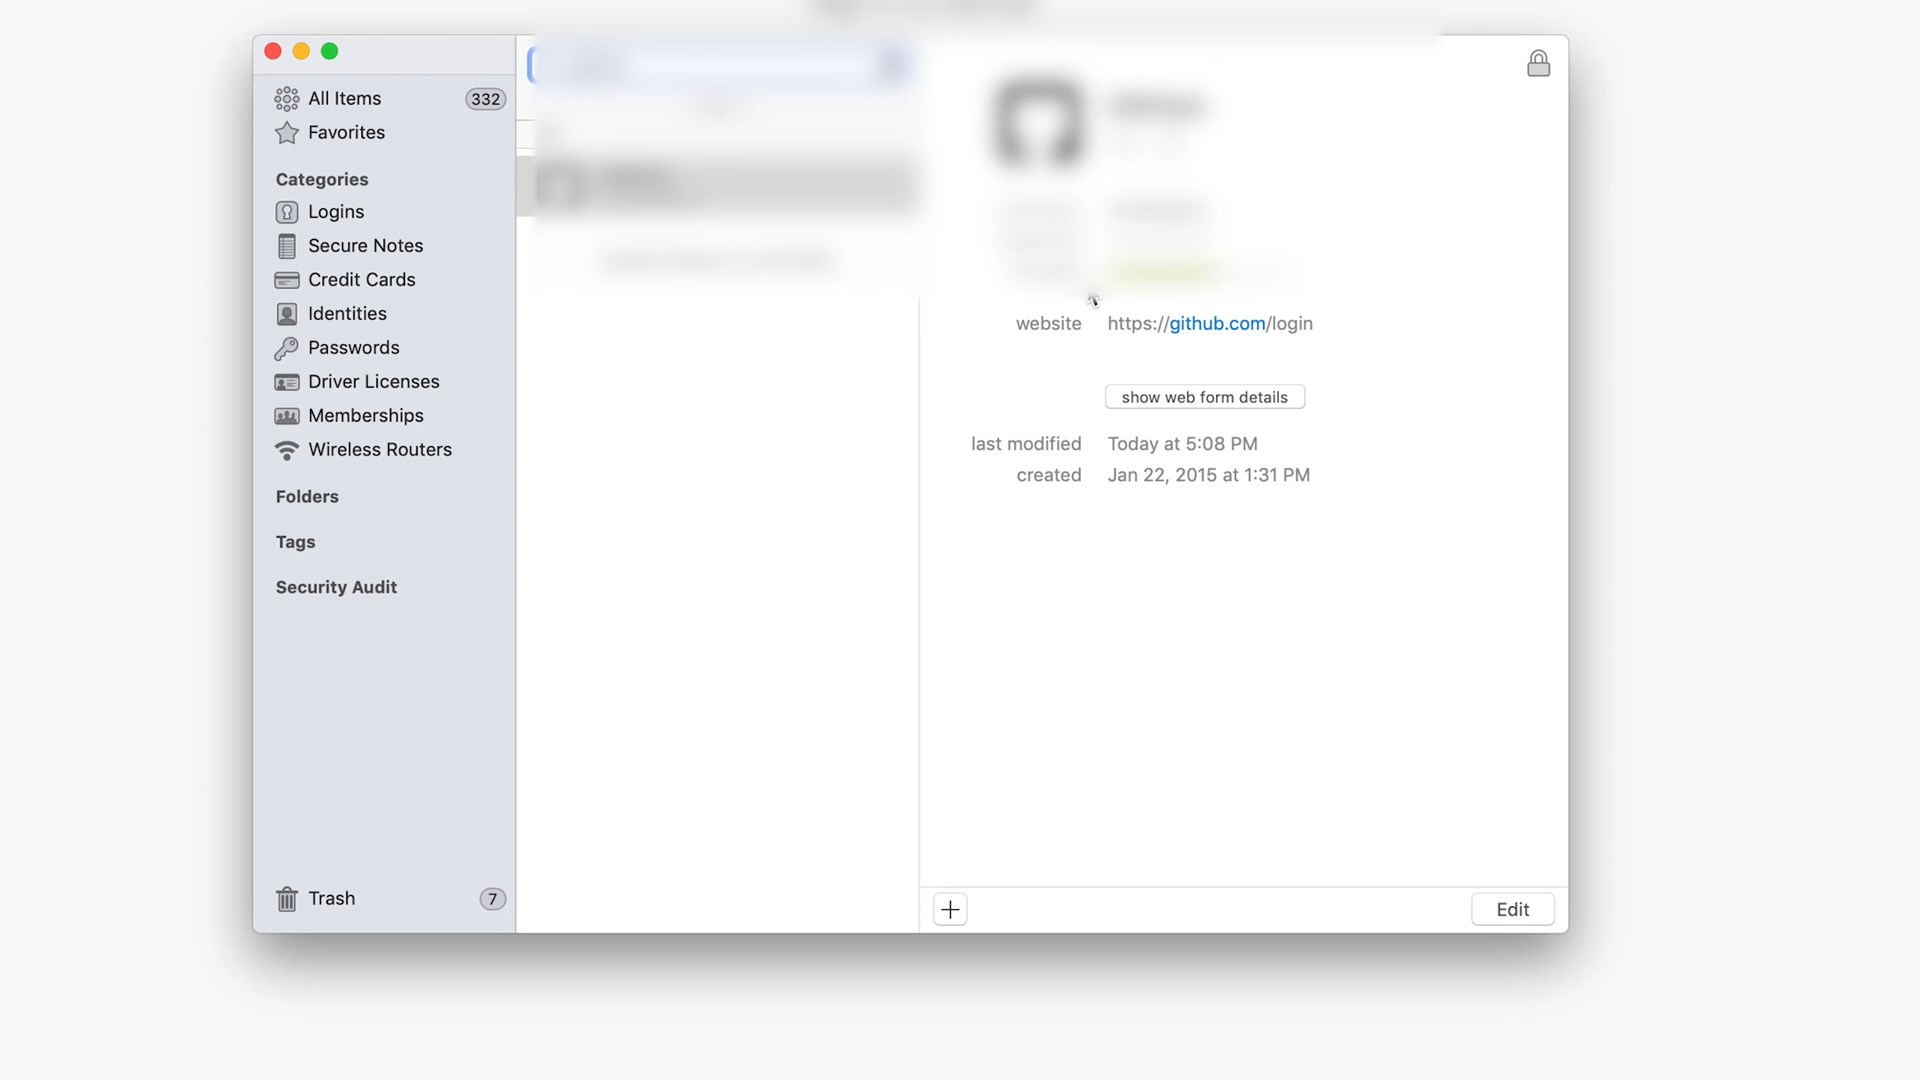 All Items 332
Favorites
Categories
Logins
Secure Notes
Credit Cards
Identities
Passwords
Driver Licenses
Memberships
Wireless Routers
Folders
Tags
Security Audit
Trash 7
website https://github.com/login
show web form details
last modified Today at 5:08 PM
created Jan 22, 2015 at 1:31 PM
Edit